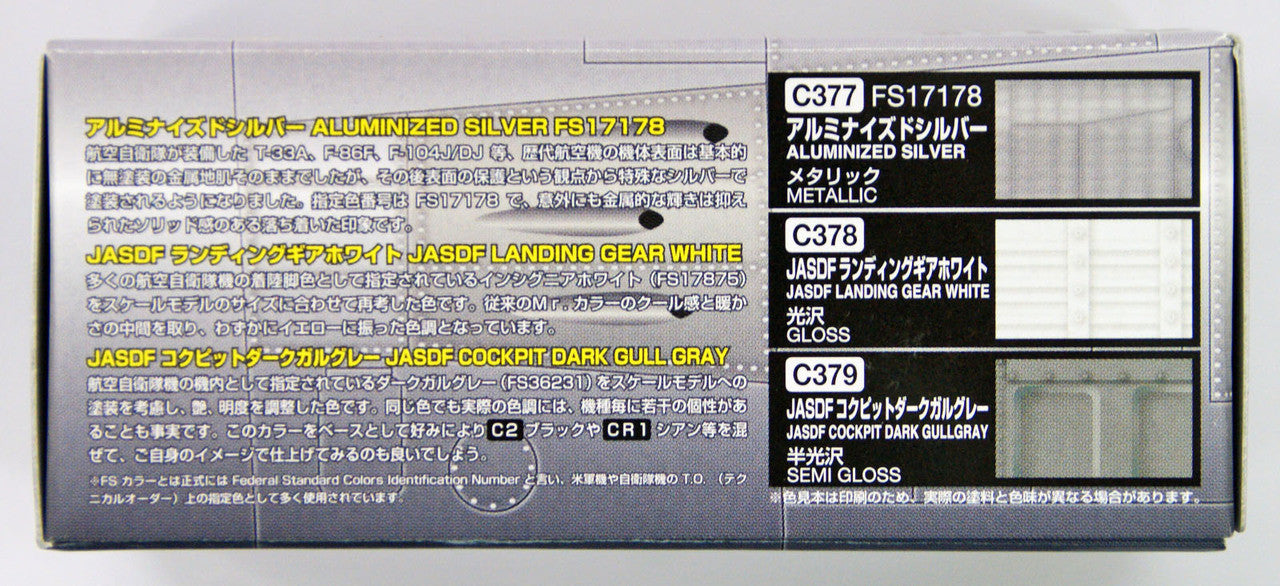 アルミナイズドシルバー ALUMINIZED SILVER FS17178
航空自衛隊が装備した T-33A、F-86F、F-104J/DJ 等、歴代航空機の機体表面は基本的
に無塗装の金属地肌そのままでしたが、その後表面の保護という観点から特殊なシルバーで
塗装されるようになりました。指定色番号は FS17178 で、意外にも金属的な輝きは抑え
られたソリッド感のある落ち着いた印象です。
JASDF ランディングギアホワイト JASDF LANDING GEAR WHITE
多くの航空自衛隊機の着陸脚色として指定されているインシグニアホワイト（FS17875）
をスケールモデルのサイズに合わせて再考した色です。従来のMr.カラーのクール感と暖か
さの中間を取り、わずかにイエローに振った色調となっています。
JASDF コクピットダークガルグレー JASDF COCKPIT DARK GULL GRAY
航空自衛隊機の機内として指定されているダークガルグレー（FS36231）をスケールモデルへの
塗装を考慮し、艶、明度を調整した色です。同じ色でも実際の色調には、機種毎に若干の個性があ
ることも事実です。このカラーをベースとして好みにより C2 ブラックや CR1 シアン等を混
ぜて、ご自身のイメージで仕上げてみるのも良いでしょう。
※FS カラーとは正式には Federal Standard Colors Identification Number と言い、米軍機や自衛隊機の T.O.（テク
ニカルオーダー）上の指定色として多く使用されています。
C377 FS17178
アルミナイズドシルバー
ALUMINIZED SILVER
メタリック
METALLIC
C378
JASDF ランディングギアホワイト
JASDF LANDING GEAR WHITE
光沢
GLOSS
C379
JASDF コクピットダークガルグレー
JASDF COCKPIT DARK GULLGRAY
半光沢
SEMI GLOSS
※色見本は印刷のため、実際の塗料と色味が異なる場合があります。